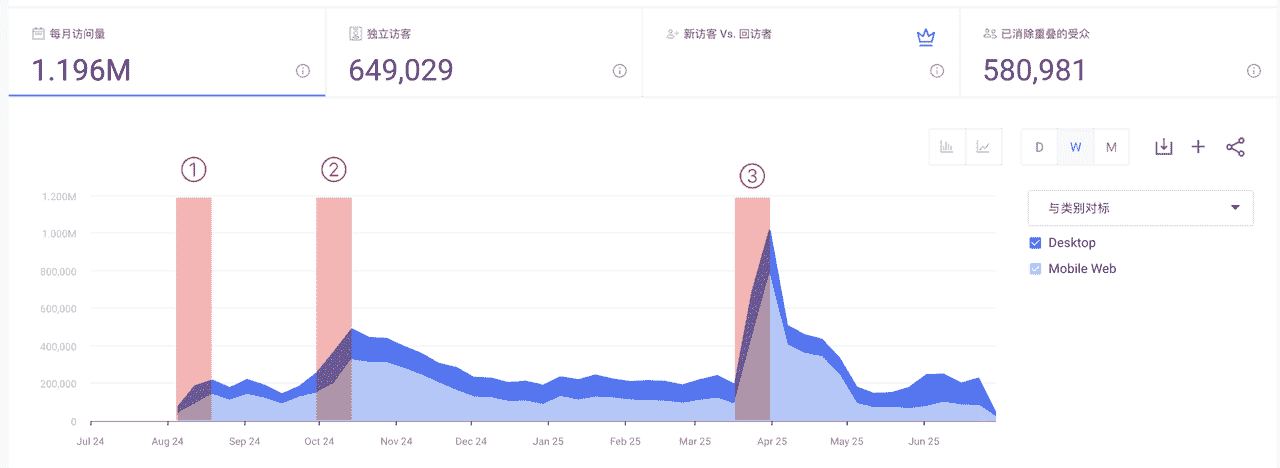 每月访问量
1.196M
独立访客
649,029
新访客 Vs. 回访者
已消除重叠的受众
580,981
D W M
与类别对标
Desktop
Mobile Web
1 2 3
1.200M
1.000M
800,000
600,000
400,000
200,000
0
Jul 24 Aug 24 Sep 24 Oct 24 Nov 24 Dec 24 Jan 25 Feb 25 Mar 25 Apr 25 May 25 Jun 25